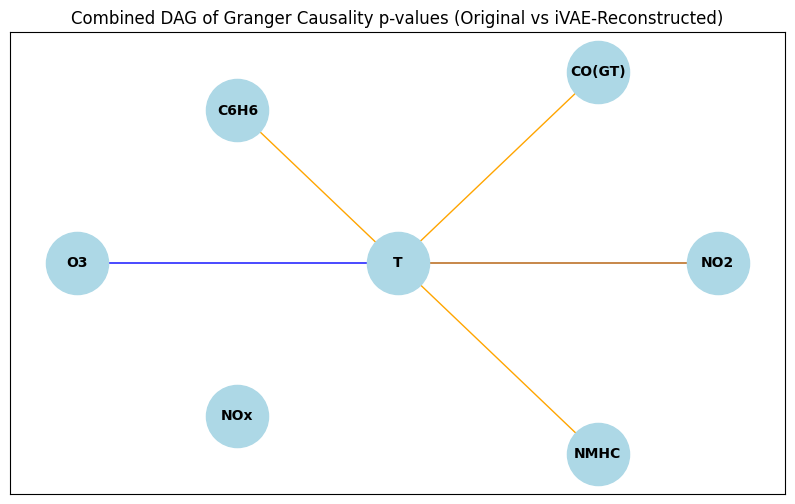 Combined DAG of Granger Causality p-values (Original vs iVAE-Reconstructed)
CO(GT)
C6H6
O3
T
NO2
NOx
NMHC